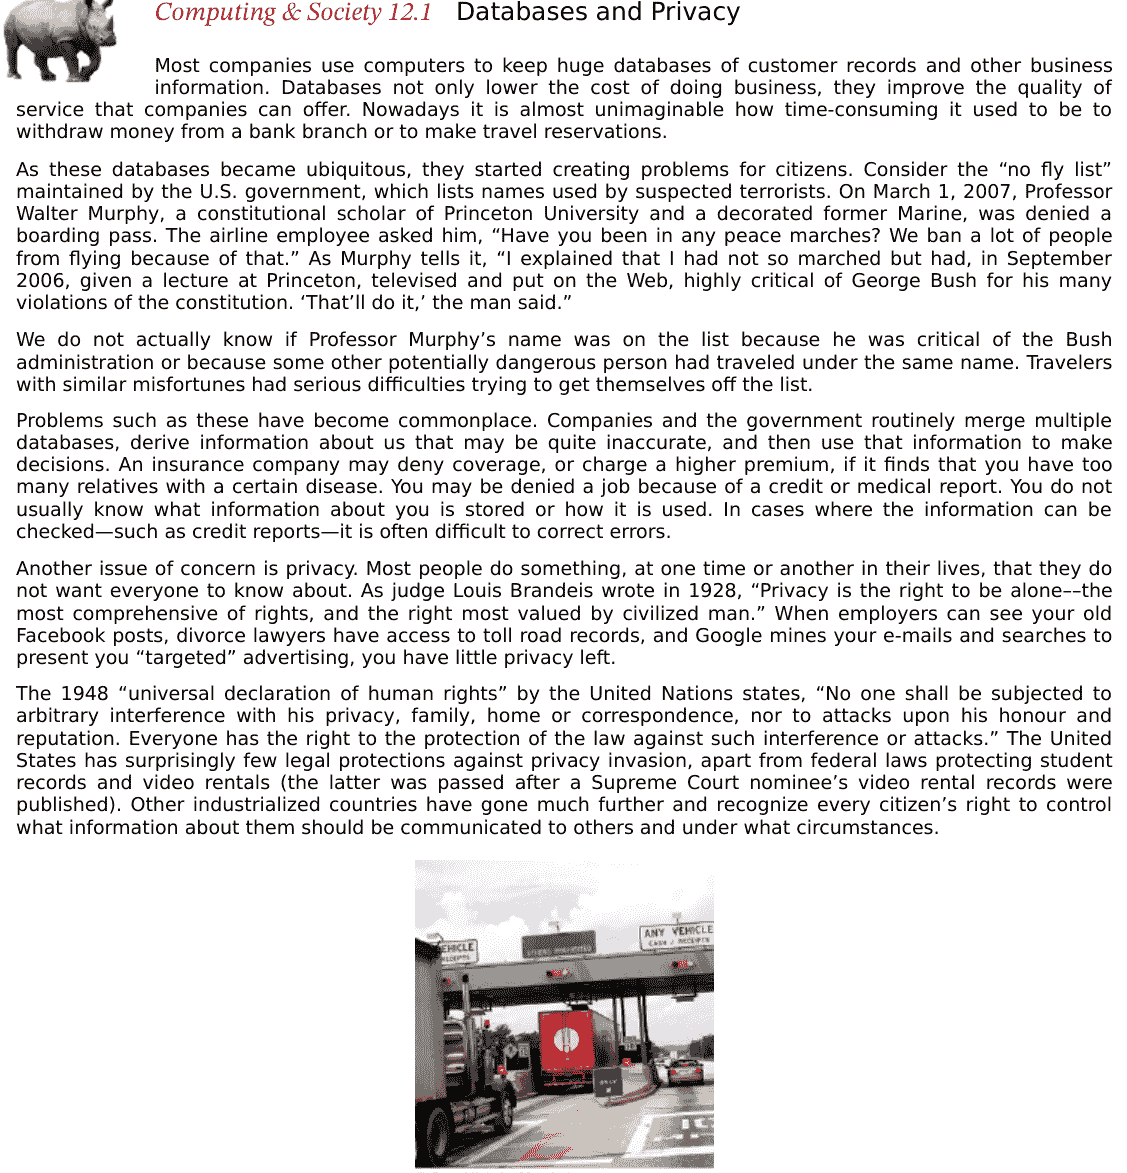 Computing & Society 12.1 Databases and Privacy
Most companies use computers to keep huge databases of customer records and other business
information. Databases not only lower the cost of doing business, they improve the quality of
service that companies can offer. Nowadays it is almost unimaginable how time-consuming it used to be to
withdraw money from a bank branch or to make travel reservations.
As these databases became ubiquitous, they started creating problems for citizens. Consider the “no fly list”
maintained by the U.S. government, which lists names used by suspected terrorists. On March 1, 2007, Professor
Walter Murphy, a constitutional scholar of Princeton University and a decorated former Marine, was denied a
boarding pass. The airline employee asked him, “Have you been in any peace marches? We ban a lot of people
from flying because of that.” As Murphy tells it, “I explained that I had not so marched but had, in September
2006, given a lecture at Princeton, televised and put on the Web, highly critical of George Bush for his many
violations of the constitution. ‘That’ll do it,’ the man said.”
We do not actually know if Professor Murphy’s name was on the list because he was critical of the Bush
administration or because some other potentially dangerous person had traveled under the same name. Travelers
with similar misfortunes had serious difficulties trying to get themselves off the list.
Problems such as these have become commonplace. Companies and the government routinely merge multiple
databases, derive information about us that may be quite inaccurate, and then use that information to make
decisions. An insurance company may deny coverage, or charge a higher premium, if it finds that you have too
many relatives with a certain disease. You may be denied a job because of a credit or medical report. You do not
usually know what information about you is stored or how it is used. In cases where the information can be
checked—such as credit reports—it is often difficult to correct errors.
Another issue of concern is privacy. Most people do something, at one time or another in their lives, that they do
not want everyone to know about. As judge Louis Brandeis wrote in 1928, “Privacy is the right to be alone––the
most comprehensive of rights, and the right most valued by civilized man.” When employers can see your old
Facebook posts, divorce lawyers have access to toll road records, and Google mines your e-mails and searches to
present you “targeted” advertising, you have little privacy left.
The 1948 “universal declaration of human rights” by the United Nations states, “No one shall be subjected to
arbitrary interference with his privacy, family, home or correspondence, nor to attacks upon his honour and
reputation. Everyone has the right to the protection of the law against such interference or attacks.” The United
States has surprisingly few legal protections against privacy invasion, apart from federal laws protecting student
records and video rentals (the latter was passed after a Supreme Court nominee’s video rental records were
published). Other industrialized countries have gone much further and recognize every citizen’s right to control
what information about them should be communicated to others and under what circumstances.
ANY VEHICLE
CASH / RECEIPTS
EHICLE
ONLY